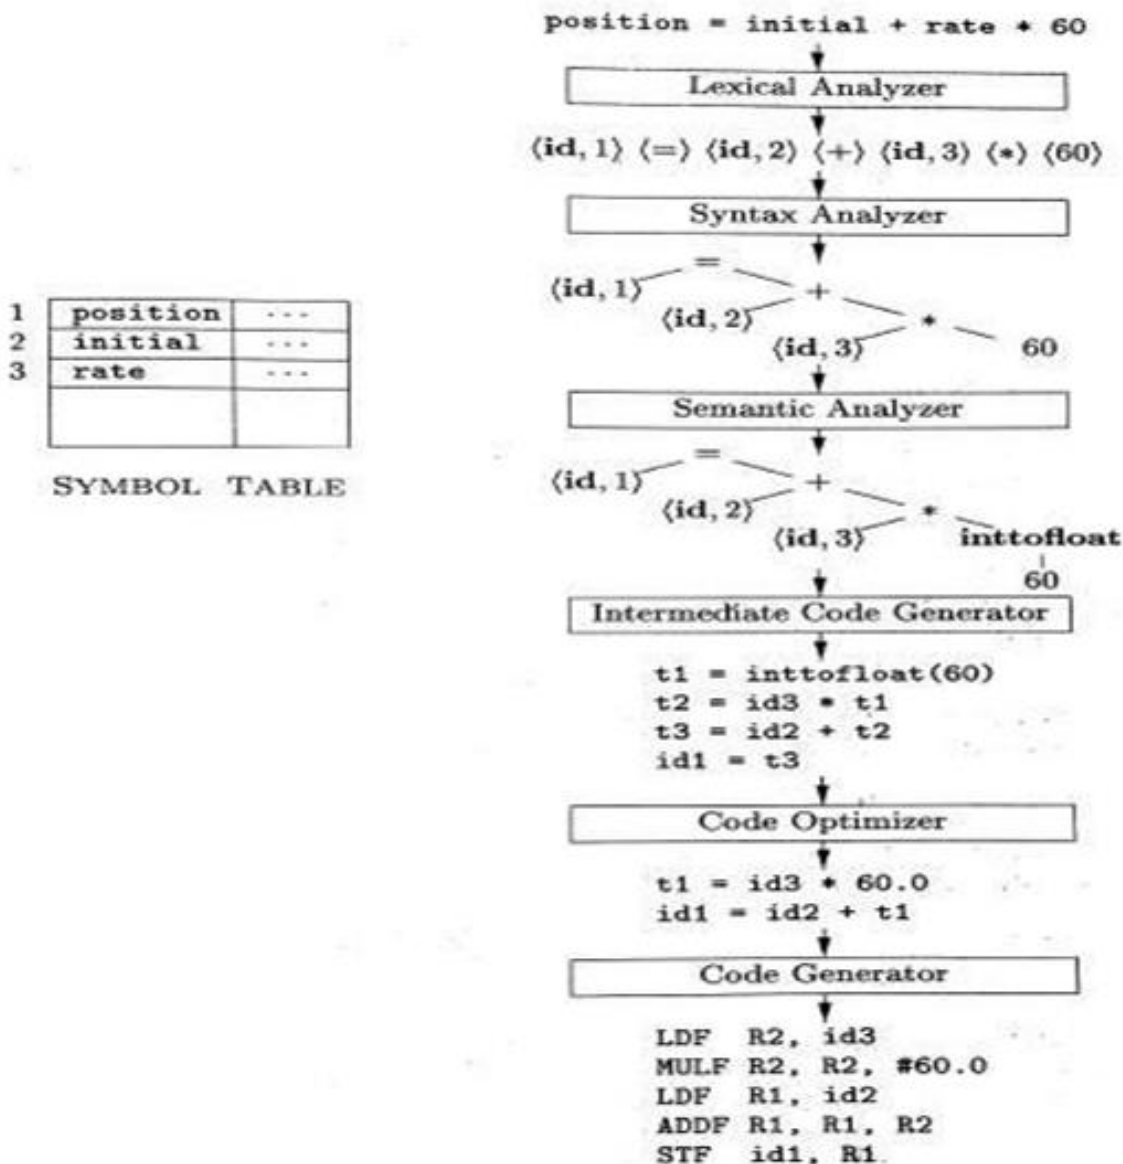 position = initial + rate * 60
Lexical Analyzer
⟨id, 1⟩ ⟨=⟩ ⟨id, 2⟩ ⟨+⟩ ⟨id, 3⟩ ⟨*⟩ ⟨60⟩
Syntax Analyzer
=
⟨id, 1⟩ +
⟨id, 2⟩ *
⟨id, 3⟩ 60
1 position ...
2 initial ...
3 rate ...
SYMBOL TABLE
Semantic Analyzer
=
⟨id, 1⟩ +
⟨id, 2⟩ *
⟨id, 3⟩ inttofloat
60
Intermediate Code Generator
t1 = inttofloat(60)
t2 = id3 * t1
t3 = id2 + t2
id1 = t3
Code Optimizer
t1 = id3 * 60.0
id1 = id2 + t1
Code Generator
LDF R2, id3
MULF R2, R2, #60.0
LDF R1, id2
ADDF R1, R1, R2
STF id1, R1